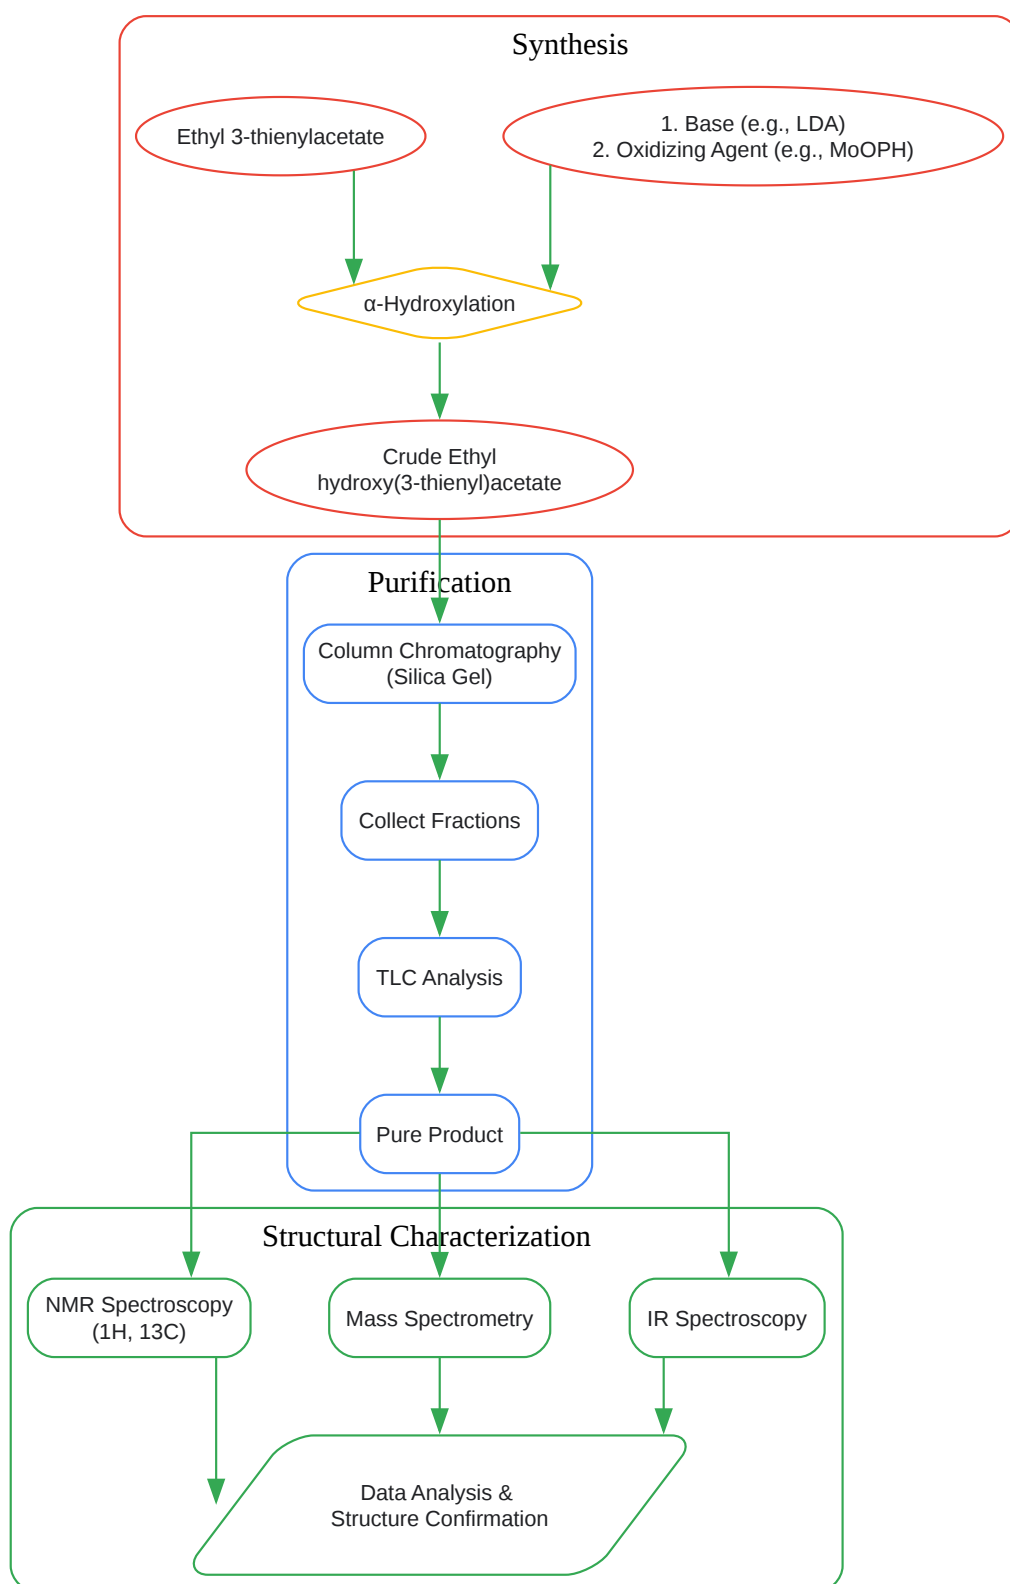 Synthesis
Ethyl 3-thienylacetate
1. Base (e.g., LDA)
2. Oxidizing Agent (e.g., MoOPH)
α-Hydroxylation
Crude Ethyl
hydroxy(3-thienyl)acetate
Purification
Column Chromatography
(Silica Gel)
Collect Fractions
TLC Analysis
Pure Product
Structural Characterization
NMR Spectroscopy
(1H, 13C)
Mass Spectrometry
IR Spectroscopy
Data Analysis &
Structure Confirmation